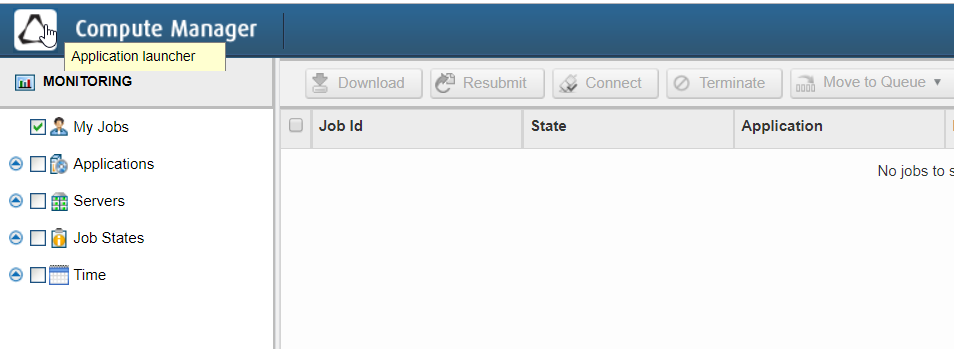 Compute Manager
Application launcher
MONITORING
Download Resubmit Connect Terminate Move to Queue
Job Id State Application
My Jobs
Applications
No jobs to s
Servers
Job States
Time